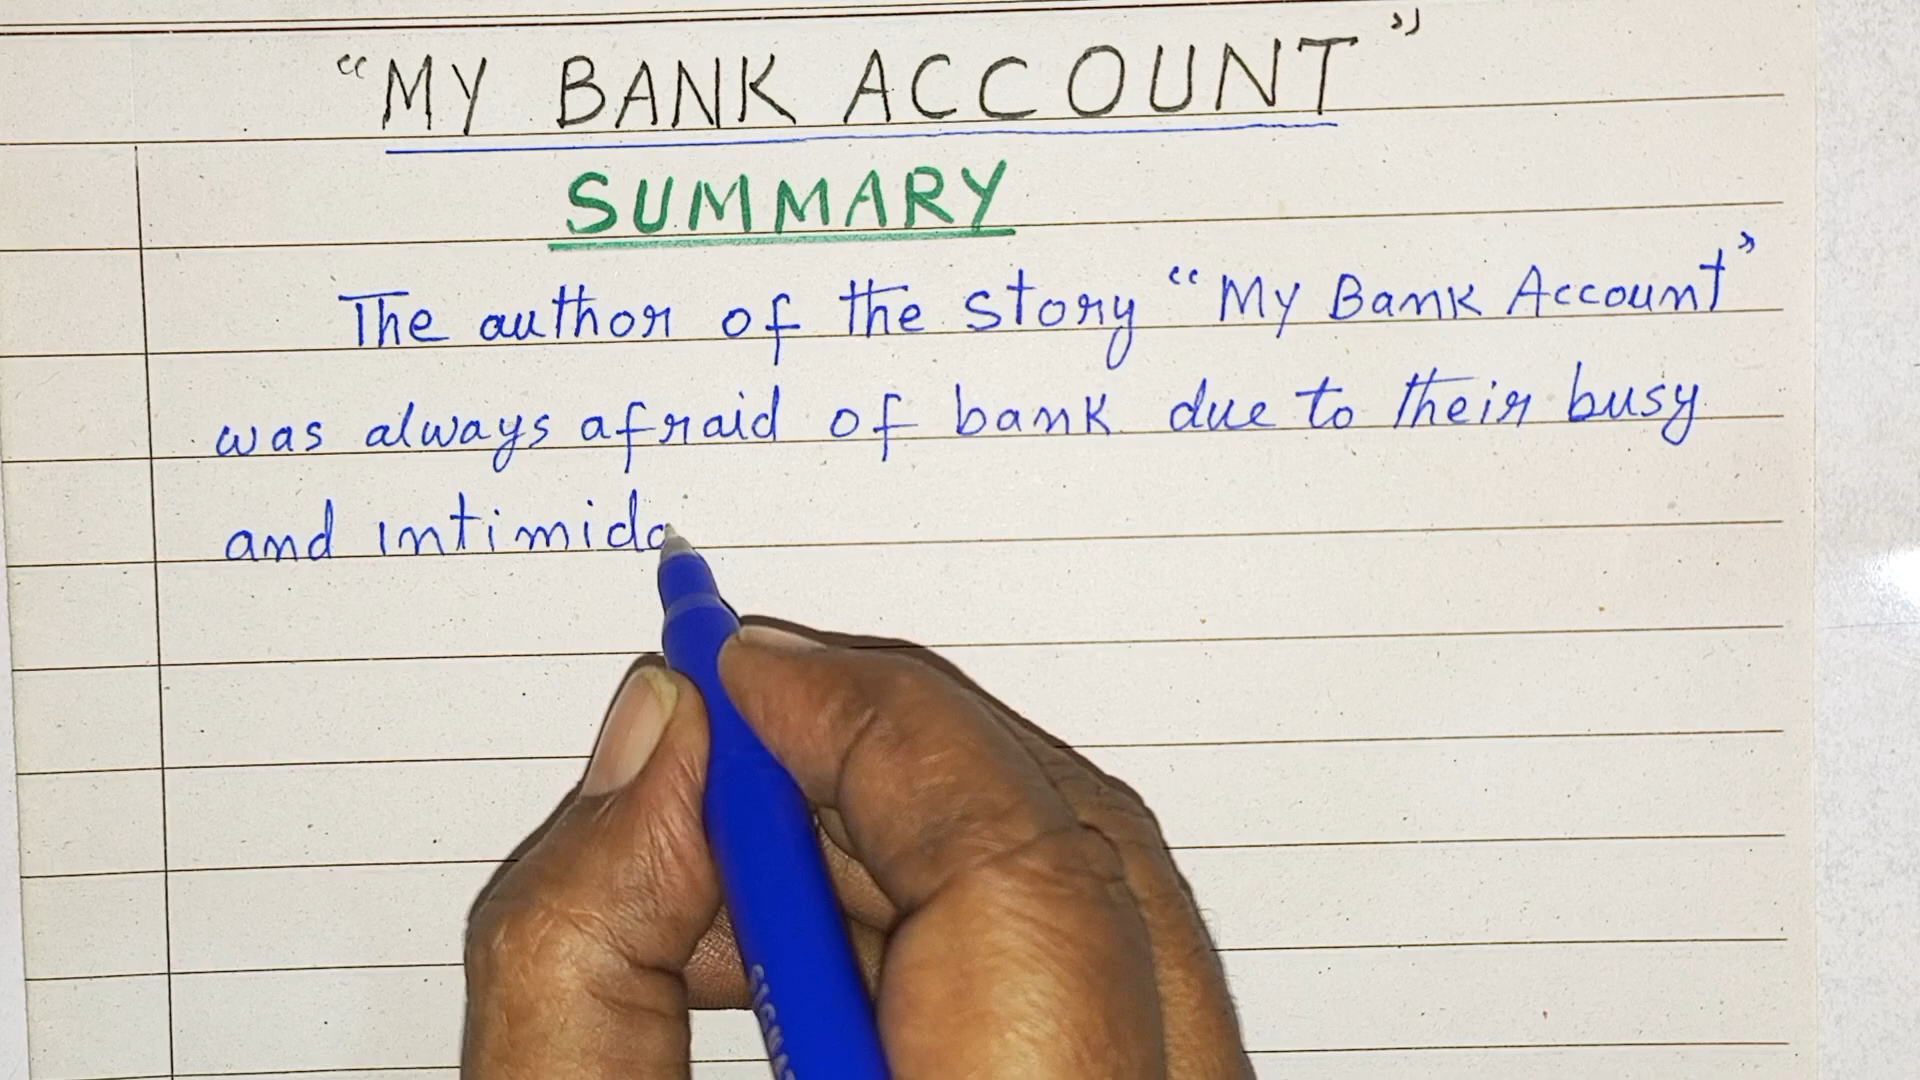 “MY BANK ACCOUNT”
SUMMARY
The author of the story “My Bank Account”
was always afraid of bank due to their busy
and intimida